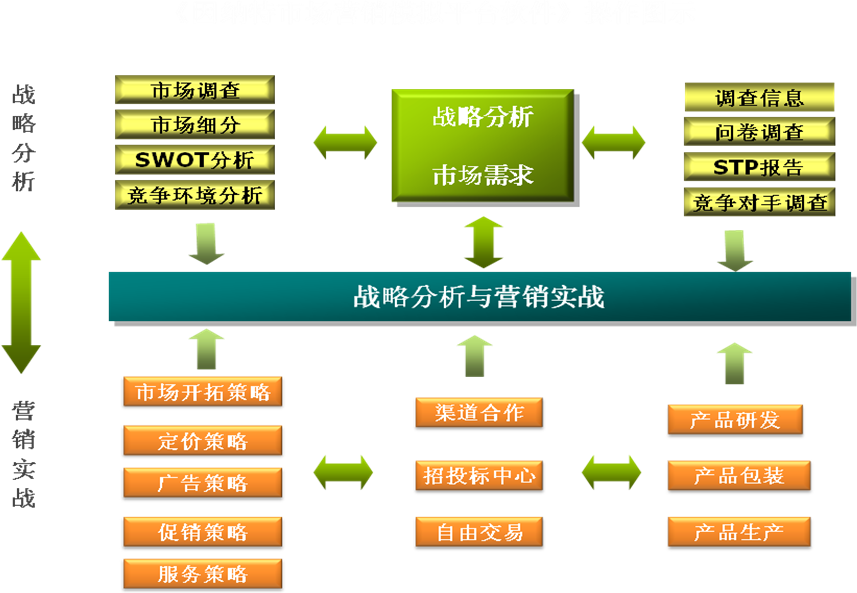 战略分析
市场调查
市场细分
SWOT分析
竞争环境分析
战略分析
市场需求
调查信息
问卷调查
STP报告
竞争对手调查
战略分析与营销实战
营销实战
市场开拓策略
定价策略
广告策略
促销策略
服务策略
渠道合作
招投标中心
自由交易
产品研发
产品包装
产品生产